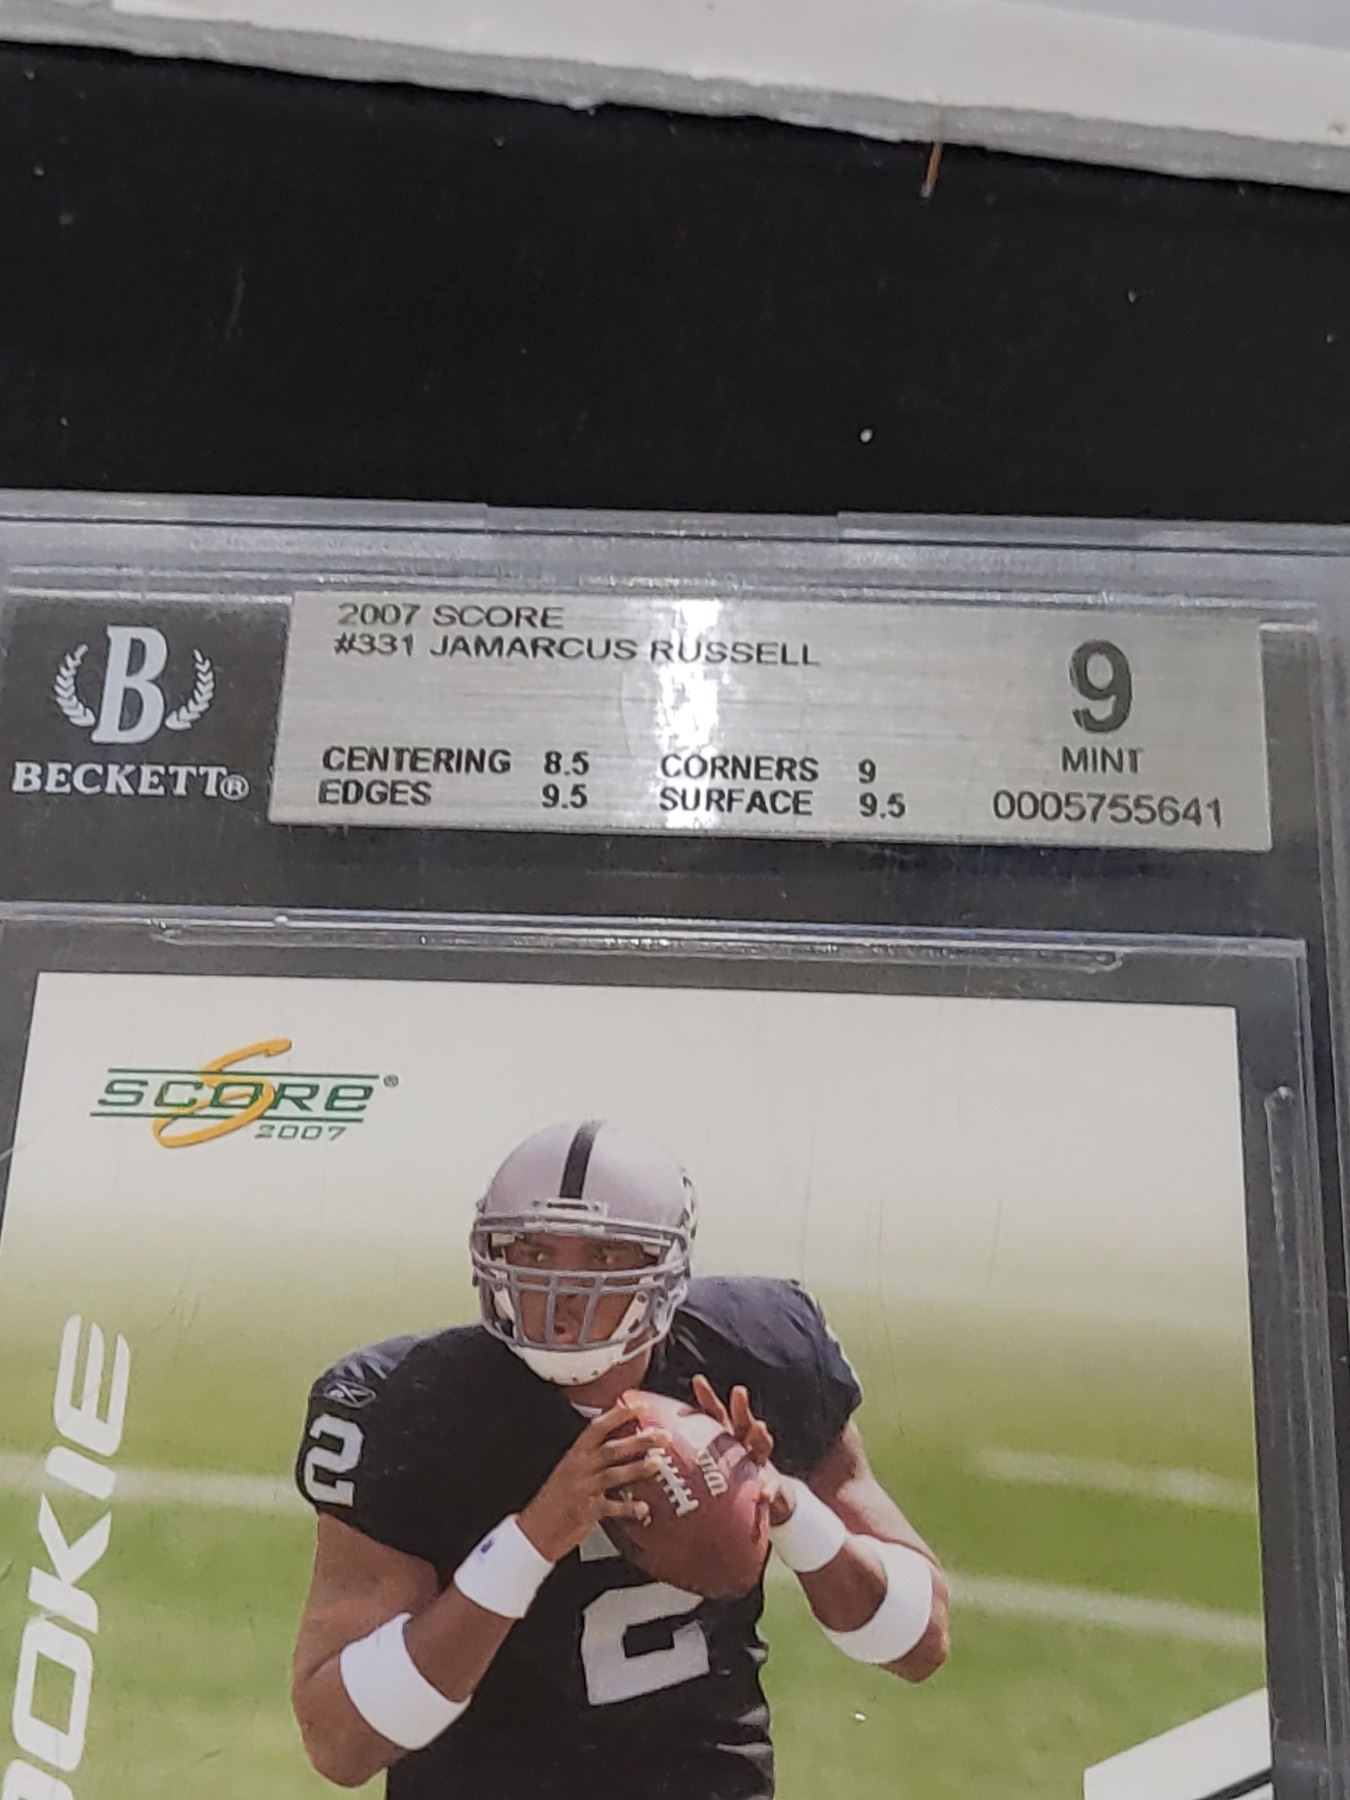 2007 SCORE
#331 JAMARCUS RUSSELL
B
BECKETT®
CENTERING 8.5 CORNERS 9
EDGES 9.5 SURFACE 9.5
9
MINT
0005755641
SCORE®
2007
2
2